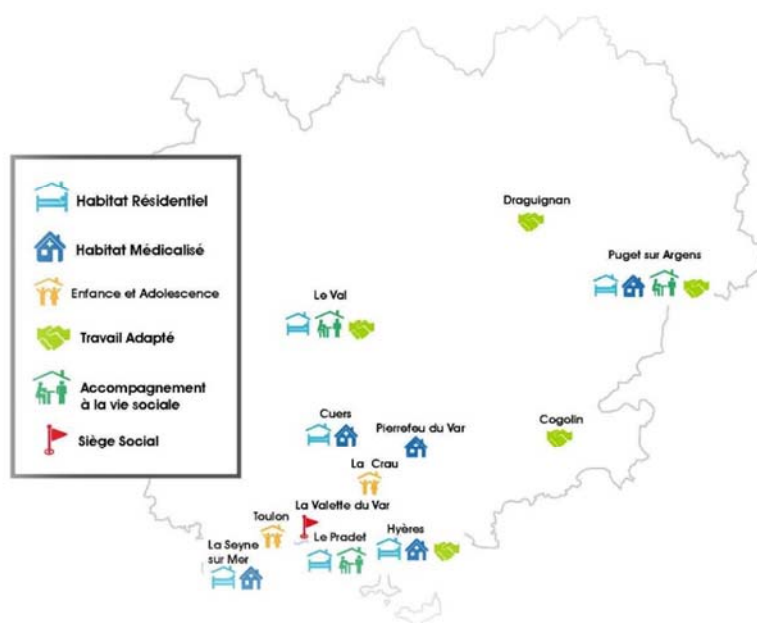 Habitat Résidentiel
Habitat Médicalisé
Enfance et Adolescence
Travail Adapté
Accompagnement
à la vie sociale
Siège Social
Draguignan
Puget sur Argens
Le Val
Cuers
Pierrefeu du Var
Cogolin
La Crau
La Valette du Var
Toulon
Le Pradet
Hyères
La Seyne
sur Mer